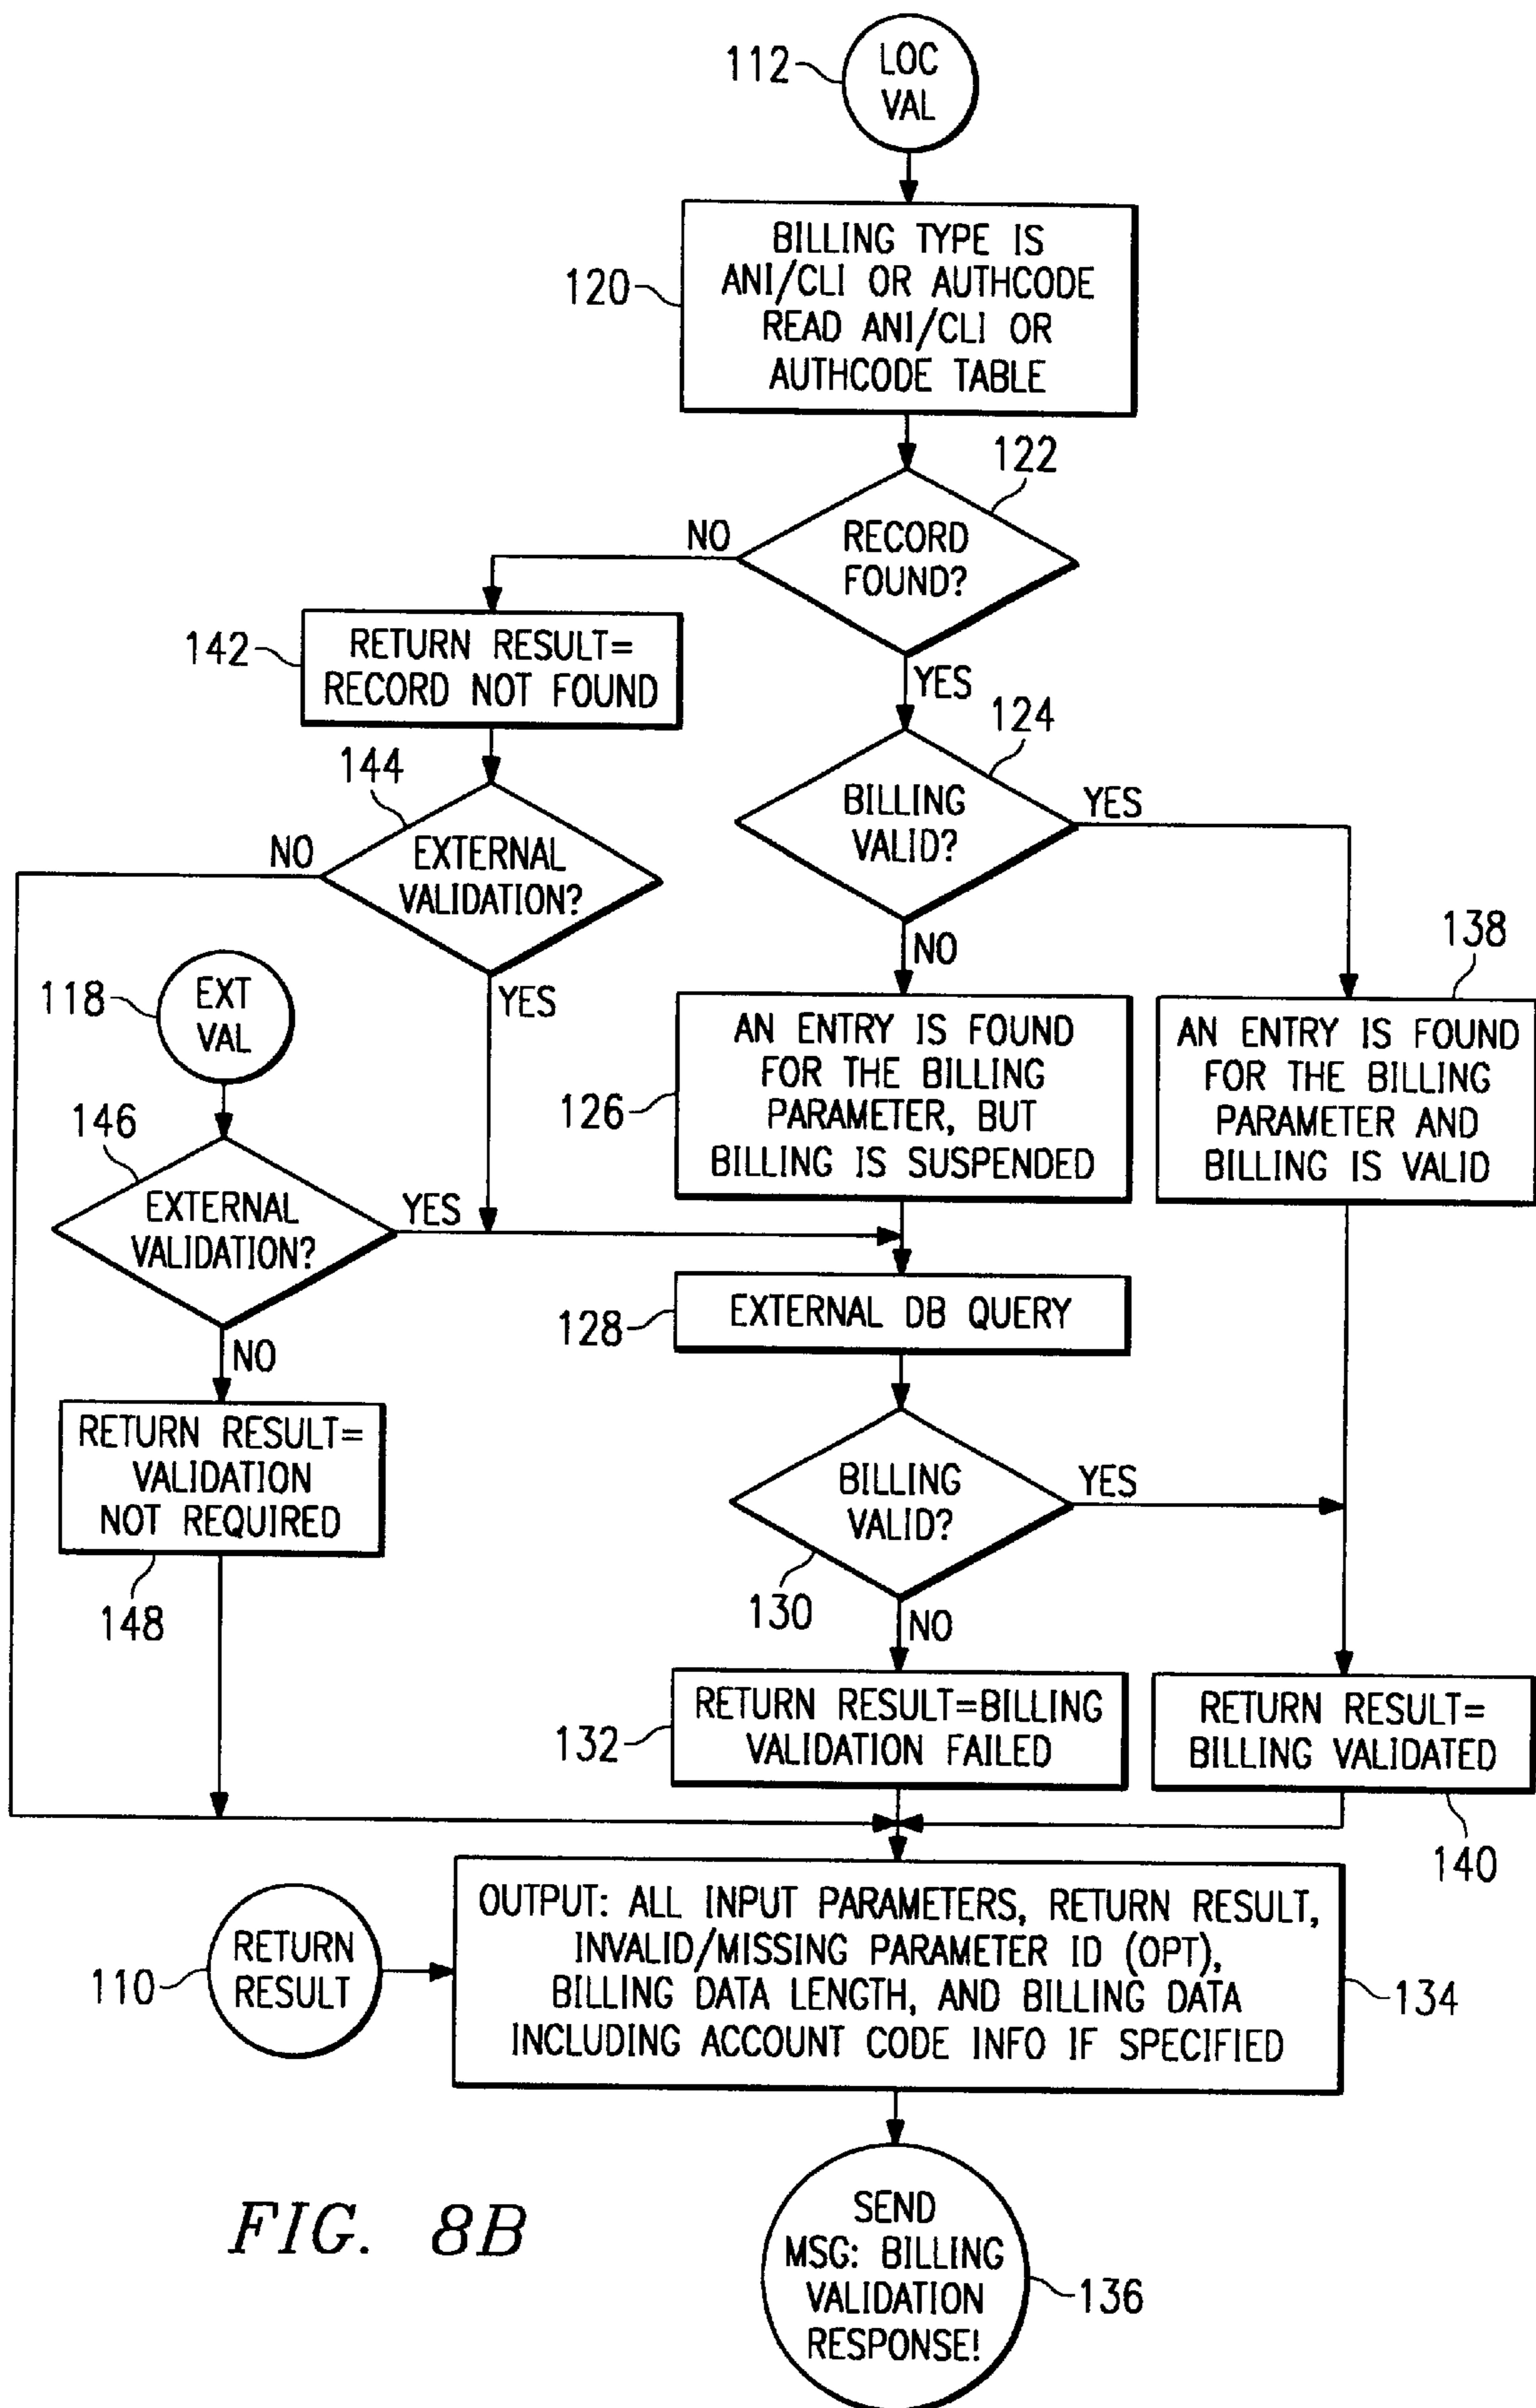 112
LOC
VAL
120
BILLING TYPE IS
ANI/CLI OR AUTHCODE
READ ANI/CLI OR
AUTHCODE TABLE
122
NO
RECORD
FOUND?
142
RETURN RESULT=
RECORD NOT FOUND
YES
124
144
BILLING
VALID?
YES
NO
EXTERNAL
VALIDATION?
138
NO
118
EXT
VAL
YES
126
AN ENTRY IS FOUND
FOR THE BILLING
PARAMETER, BUT
BILLING IS SUSPENDED
AN ENTRY IS FOUND
FOR THE BILLING
PARAMETER AND
BILLING IS VALID
146
EXTERNAL
VALIDATION?
YES
128
EXTERNAL DB QUERY
NO
RETURN RESULT=
VALIDATION
NOT REQUIRED
148
BILLING
VALID?
YES
130
NO
132
RETURN RESULT=BILLING
VALIDATION FAILED
RETURN RESULT=
BILLING VALIDATED
140
110
RETURN
RESULT
OUTPUT: ALL INPUT PARAMETERS, RETURN RESULT,
INVALID/MISSING PARAMETER ID (OPT),
BILLING DATA LENGTH, AND BILLING DATA
INCLUDING ACCOUNT CODE INFO IF SPECIFIED
134
SEND
MSG: BILLING
VALIDATION
RESPONSE!
136
FIG. 8B